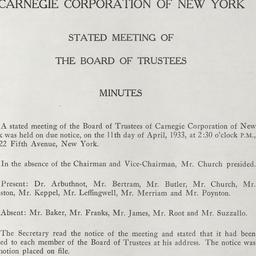 CARNEGIE CORPORATION OF NEW YORK
STATED MEETING OF
THE BOARD OF TRUSTEES
MINUTES
A stated meeting of the Board of Trustees of Carnegie Corporation of New
was held on due notice, on the 11th day of April, 1933, at 2:30 o'clock P.M.,
22 Fifth Avenue, New York.
In the absence of the Chairman and Vice-Chairman, Mr. Church presided.
Present: Dr. Arbuthnot, Mr. Bertram, Mr. Butler, Mr. Church, Mr.
Mr. Keppel, Mr. Leffingwell, Mr. Merriam and Mr. Poynton.
Absent: Mr. Baker, Mr. Franks, Mr. James, Mr. Root and Mr. Suzzallo.
The Secretary read the notice of the meeting and stated that it had been
to each member of the Board of Trustees at his address. The notice was
motion placed on file.